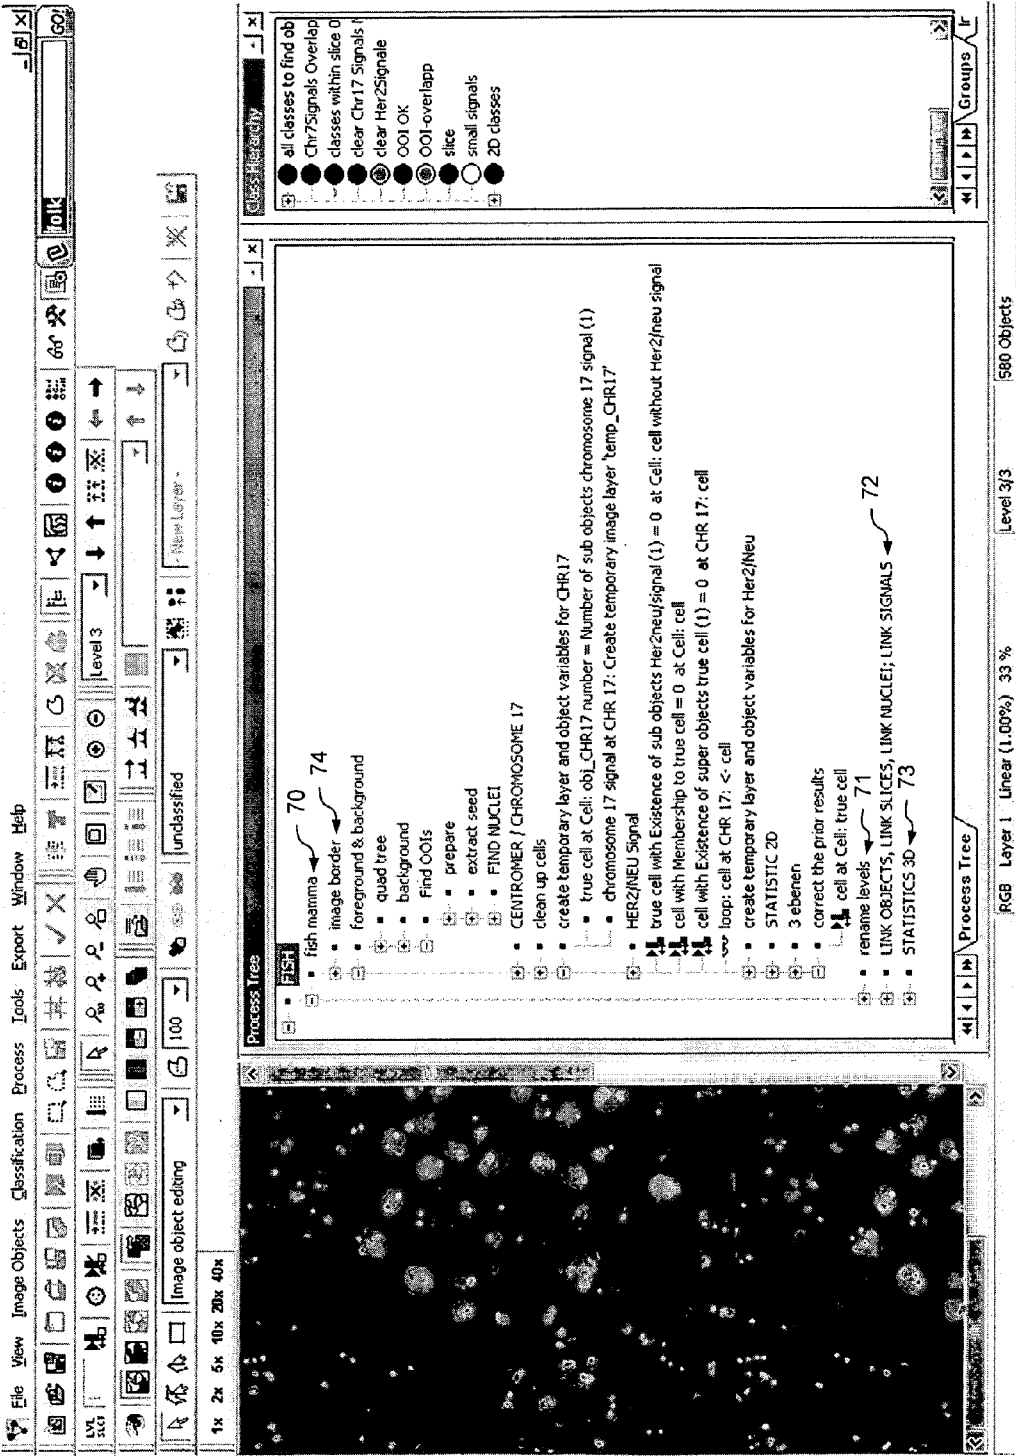 File View Image Objects Classification Process Tools Export Window Help
folk
GO!
LVL
SLCT
Level 3
Image object editing
100
unclassified
- New Layer -
1x 2x 5x 10x 20x 40x
Process Tree
FISH
fish mamma 70
image border 74
foreground & background
quad tree
background
Find OOIs
prepare
extract seed
FIND NUCLEI
CENTROMER / CHROMOSOME 17
clean up cells
create temporary layer and object variables for CHR17
true cell at Cell: obj_CHR17 number = Number of sub objects chromosome 17 signal (1)
chromosome 17 signal at CHR 17: Create temporary image layer 'temp_CHR17'
HER2/NEU Signal
true cell with Existence of sub objects Her2neu/signal (1) = 0 at Cell: cell without Her2/neu signal
cell with Membership to true cell = 0 at Cell: cell
cell with Existence of super objects true cell (1) = 0 at CHR 17: cell
loop: cell at CHR 17: <- cell
create temporary layer and object variables for Her2/Neu
STATISTIC 2D
3 ebenen
correct the prior results
cell at Cell: true cell
rename levels 71
LINK OBJECTS, LINK SLICES, LINK NUCLEI; LINK SIGNALS 72
STATISTICS 3D 73
Process Tree
Class Hierarchy
all classes to find ob
Chr7Signals Overlap
classes within slice 0
clear Chr17 Signals
clear Her2Signale
OOI OK
OOI-overlapp
slice
small signals
2D classes
Groups
RGB Layer 1 Linear (1.00%) 33 % Level 3/3 580 Objects